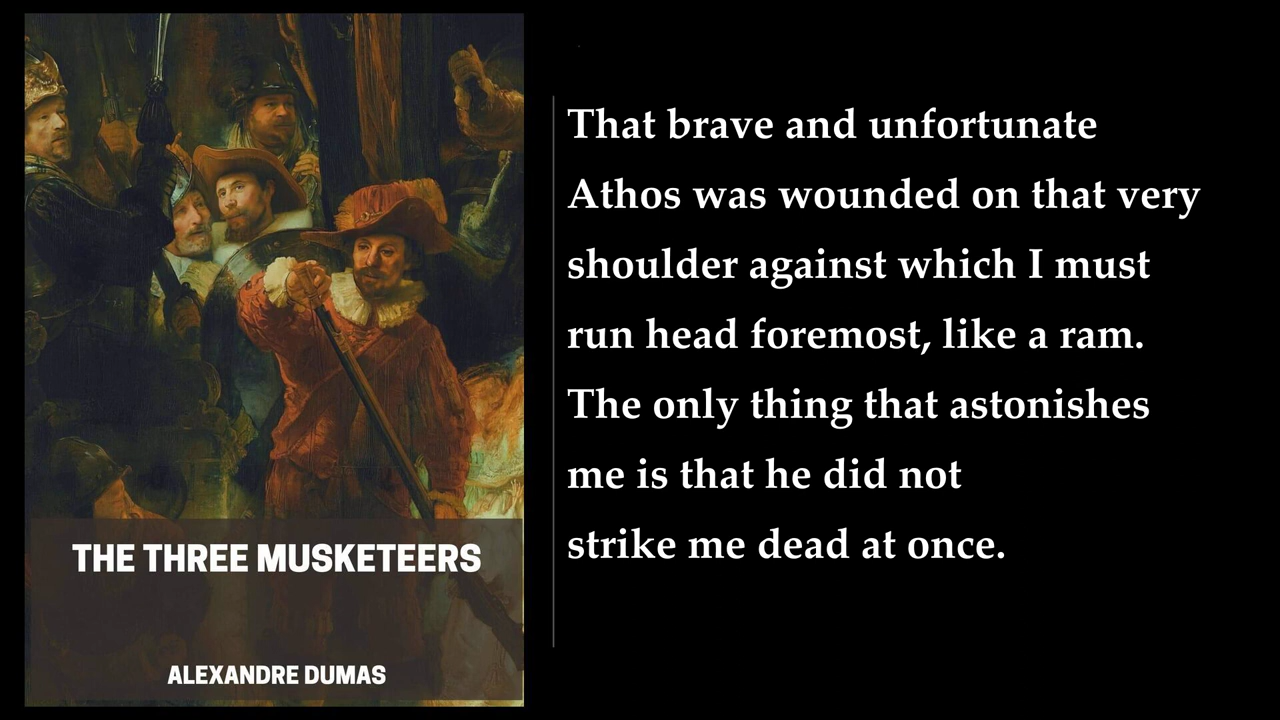 THE THREE MUSKETEERS
ALEXANDRE DUMAS
That brave and unfortunate
Athos was wounded on that very
shoulder against which I must
run head foremost, like a ram.
The only thing that astonishes
me is that he did not
strike me dead at once.